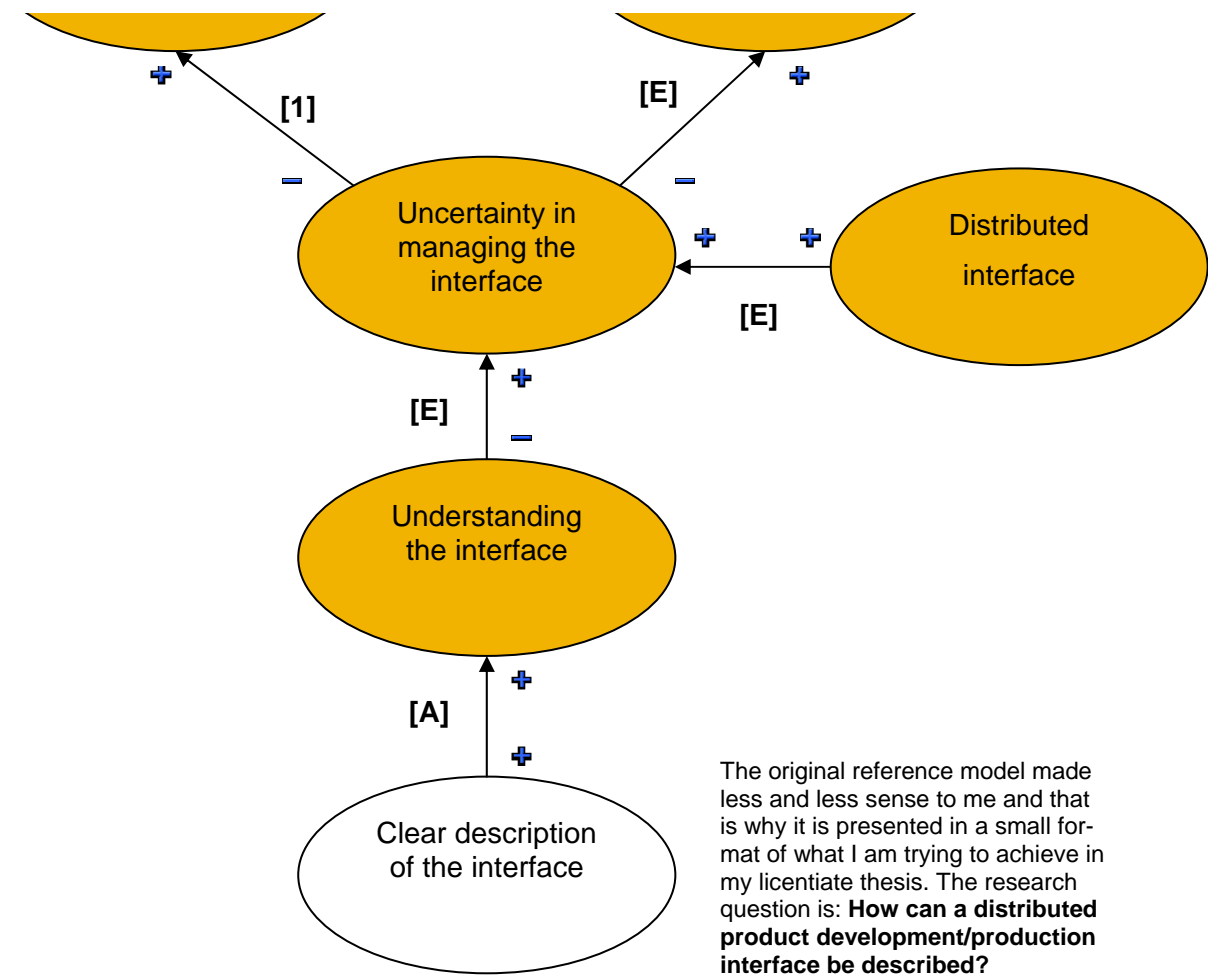 [1]
[E]
Uncertainty in
managing the
interface
Distributed
interface
[E]
[E]
Understanding
the interface
[A]
Clear description
of the interface
The original reference model made
less and less sense to me and that
is why it is presented in a small for-
mat of what I am trying to achieve in
my licentiate thesis. The research
question is: How can a distributed
product development/production
interface be described?